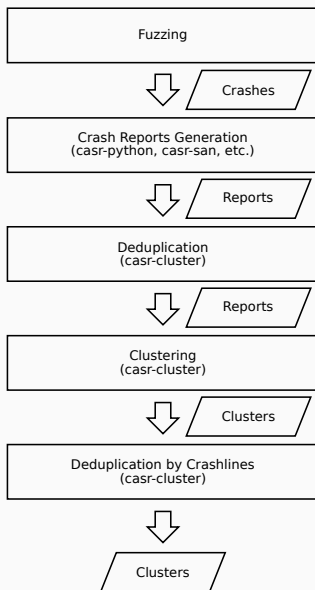 Fuzzing
Crashes
Crash Reports Generation
(casr-python, casr-san, etc.)
Reports
Deduplication
(casr-cluster)
Reports
Clustering
(casr-cluster)
Clusters
Deduplication by Crashlines
(casr-cluster)
Clusters